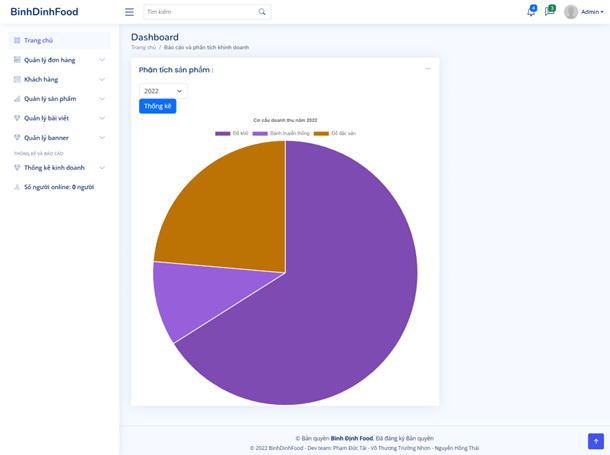 BinhDinhFood
Tìm kiếm
4
3
Admin
Trang chủ
Quản lý đơn hàng
Khách hàng
Quản lý sản phẩm
Quản lý bài viết
Quản lý banner
THỐNG KÊ VÀ BÁO CÁO
Thống kê kinh doanh
Số người online: 0 người
Dashboard
Trang chủ / Báo cáo và phân tích khinh doanh
Phân tích sản phẩm :
2022
Thống kê
Cơ cấu doanh thu năm 2022
Đồ khô
Bánh truyền thống
Đồ đặc sản
© Bản quyền Bình Định Food. Đã đăng ký Bản quyền
© 2022 BinhDinhFood - Dev team: Phạm Đức Tài - Võ Thương Trường Nhơn - Nguyễn Hồng Thái